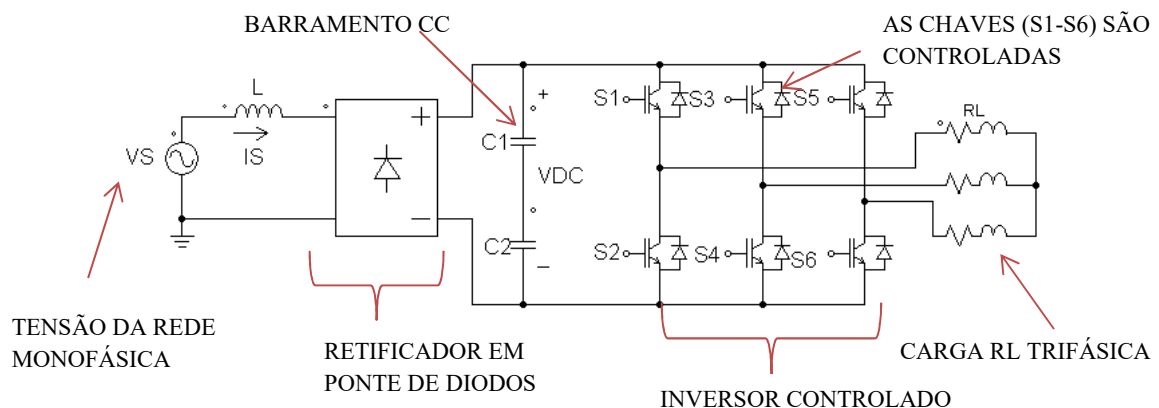 BARRAMENTO CC
AS CHAVES (S1-S6) SÃO
CONTROLADAS
L
IS
VS
+
−
C1
C2
+
VDC
−
S1
S3
S5
S2
S4
S6
RL
TENSÃO DA REDE
MONOFÁSICA
RETIFICADOR EM
PONTE DE DIODOS
INVERSOR CONTROLADO
CARGA RL TRIFÁSICA